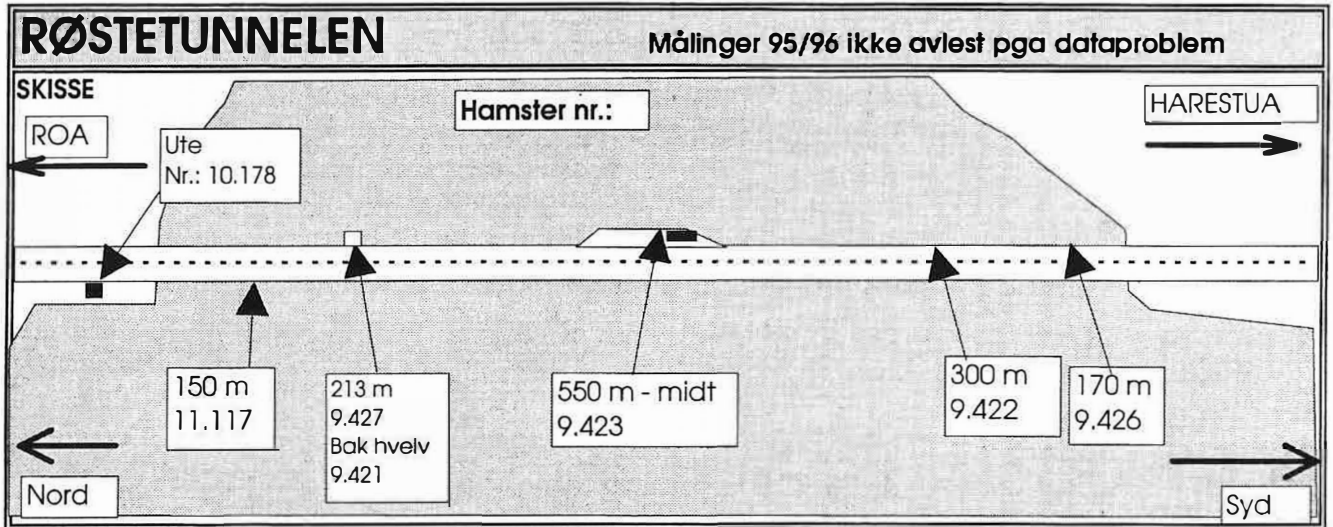 RØSTETUNNELEN
Målinger 95/96 ikke avlest pga dataproblem
SKISSE
ROA
Ute
Nr.: 10.178
Hamster nr.:
HARESTUA
150 m
11.117
213 m
9.427
Bak hvelv
9.421
550 m - midt
9.423
300 m
9.422
170 m
9.426
Nord
Syd